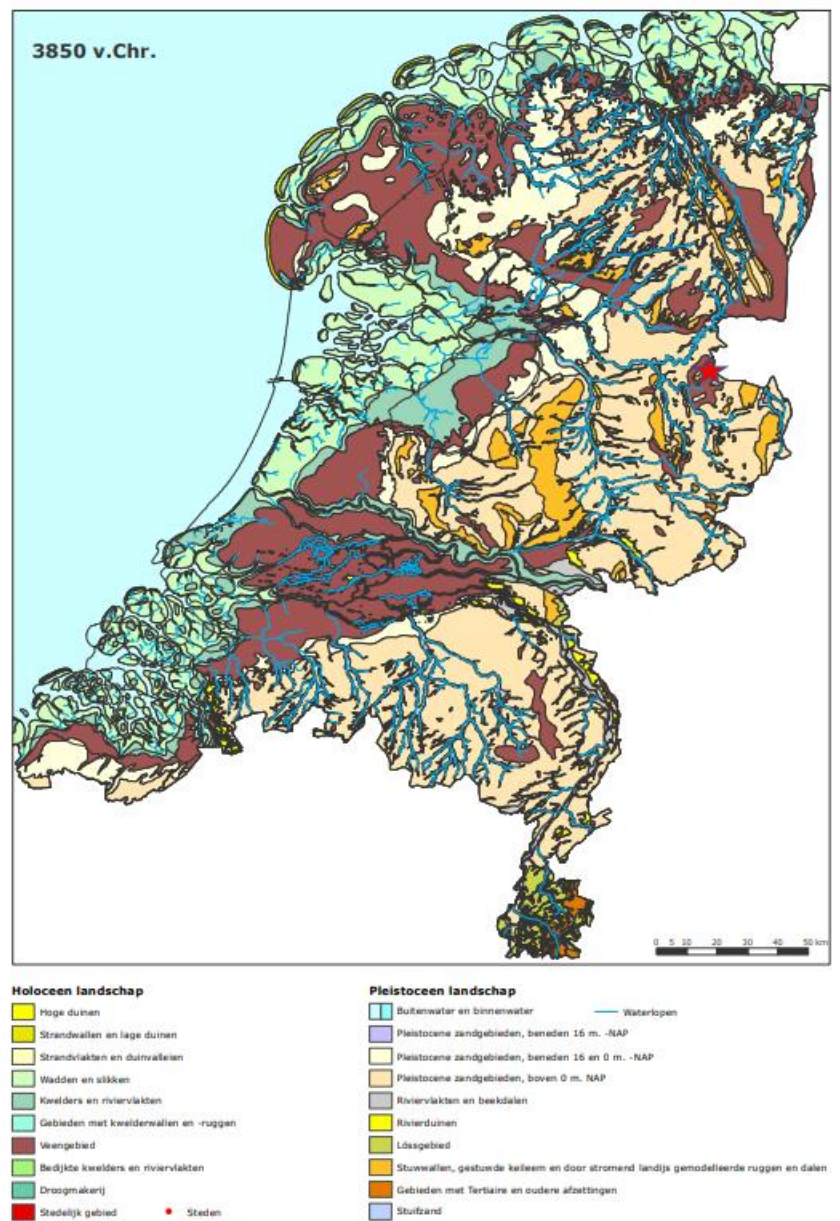 3850 v.Chr.
0 5 10 20 30 40 50 km
Holoceen landschap
Hoge duinen
Strandwallen en lage duinen
Strandvlakten en duinvalleien
Wadden en slikken
Kwelders en riviervlakten
Gebieden met kwelderwallen en -ruggen
Veengebied
Bedijkte kwelders en riviervlakten
Droogmakerij
Stedelijk gebied Steden
Pleistoceen landschap
Buitenwater en binnenwater Waterlopen
Pleistocene zandgebieden, beneden 16 m. -NAP
Pleistocene zandgebieden, beneden 16 en 0 m. -NAP
Pleistocene zandgebieden, boven 0 m. NAP
Riviervlakten en beekdalen
Rivierduinen
Lössgebied
Stuwwallen, gestuwde keileem en door stromend landijs gemodelleerde ruggen en dalen
Gebieden met Tertiaire en oudere afzettingen
Stuifzand